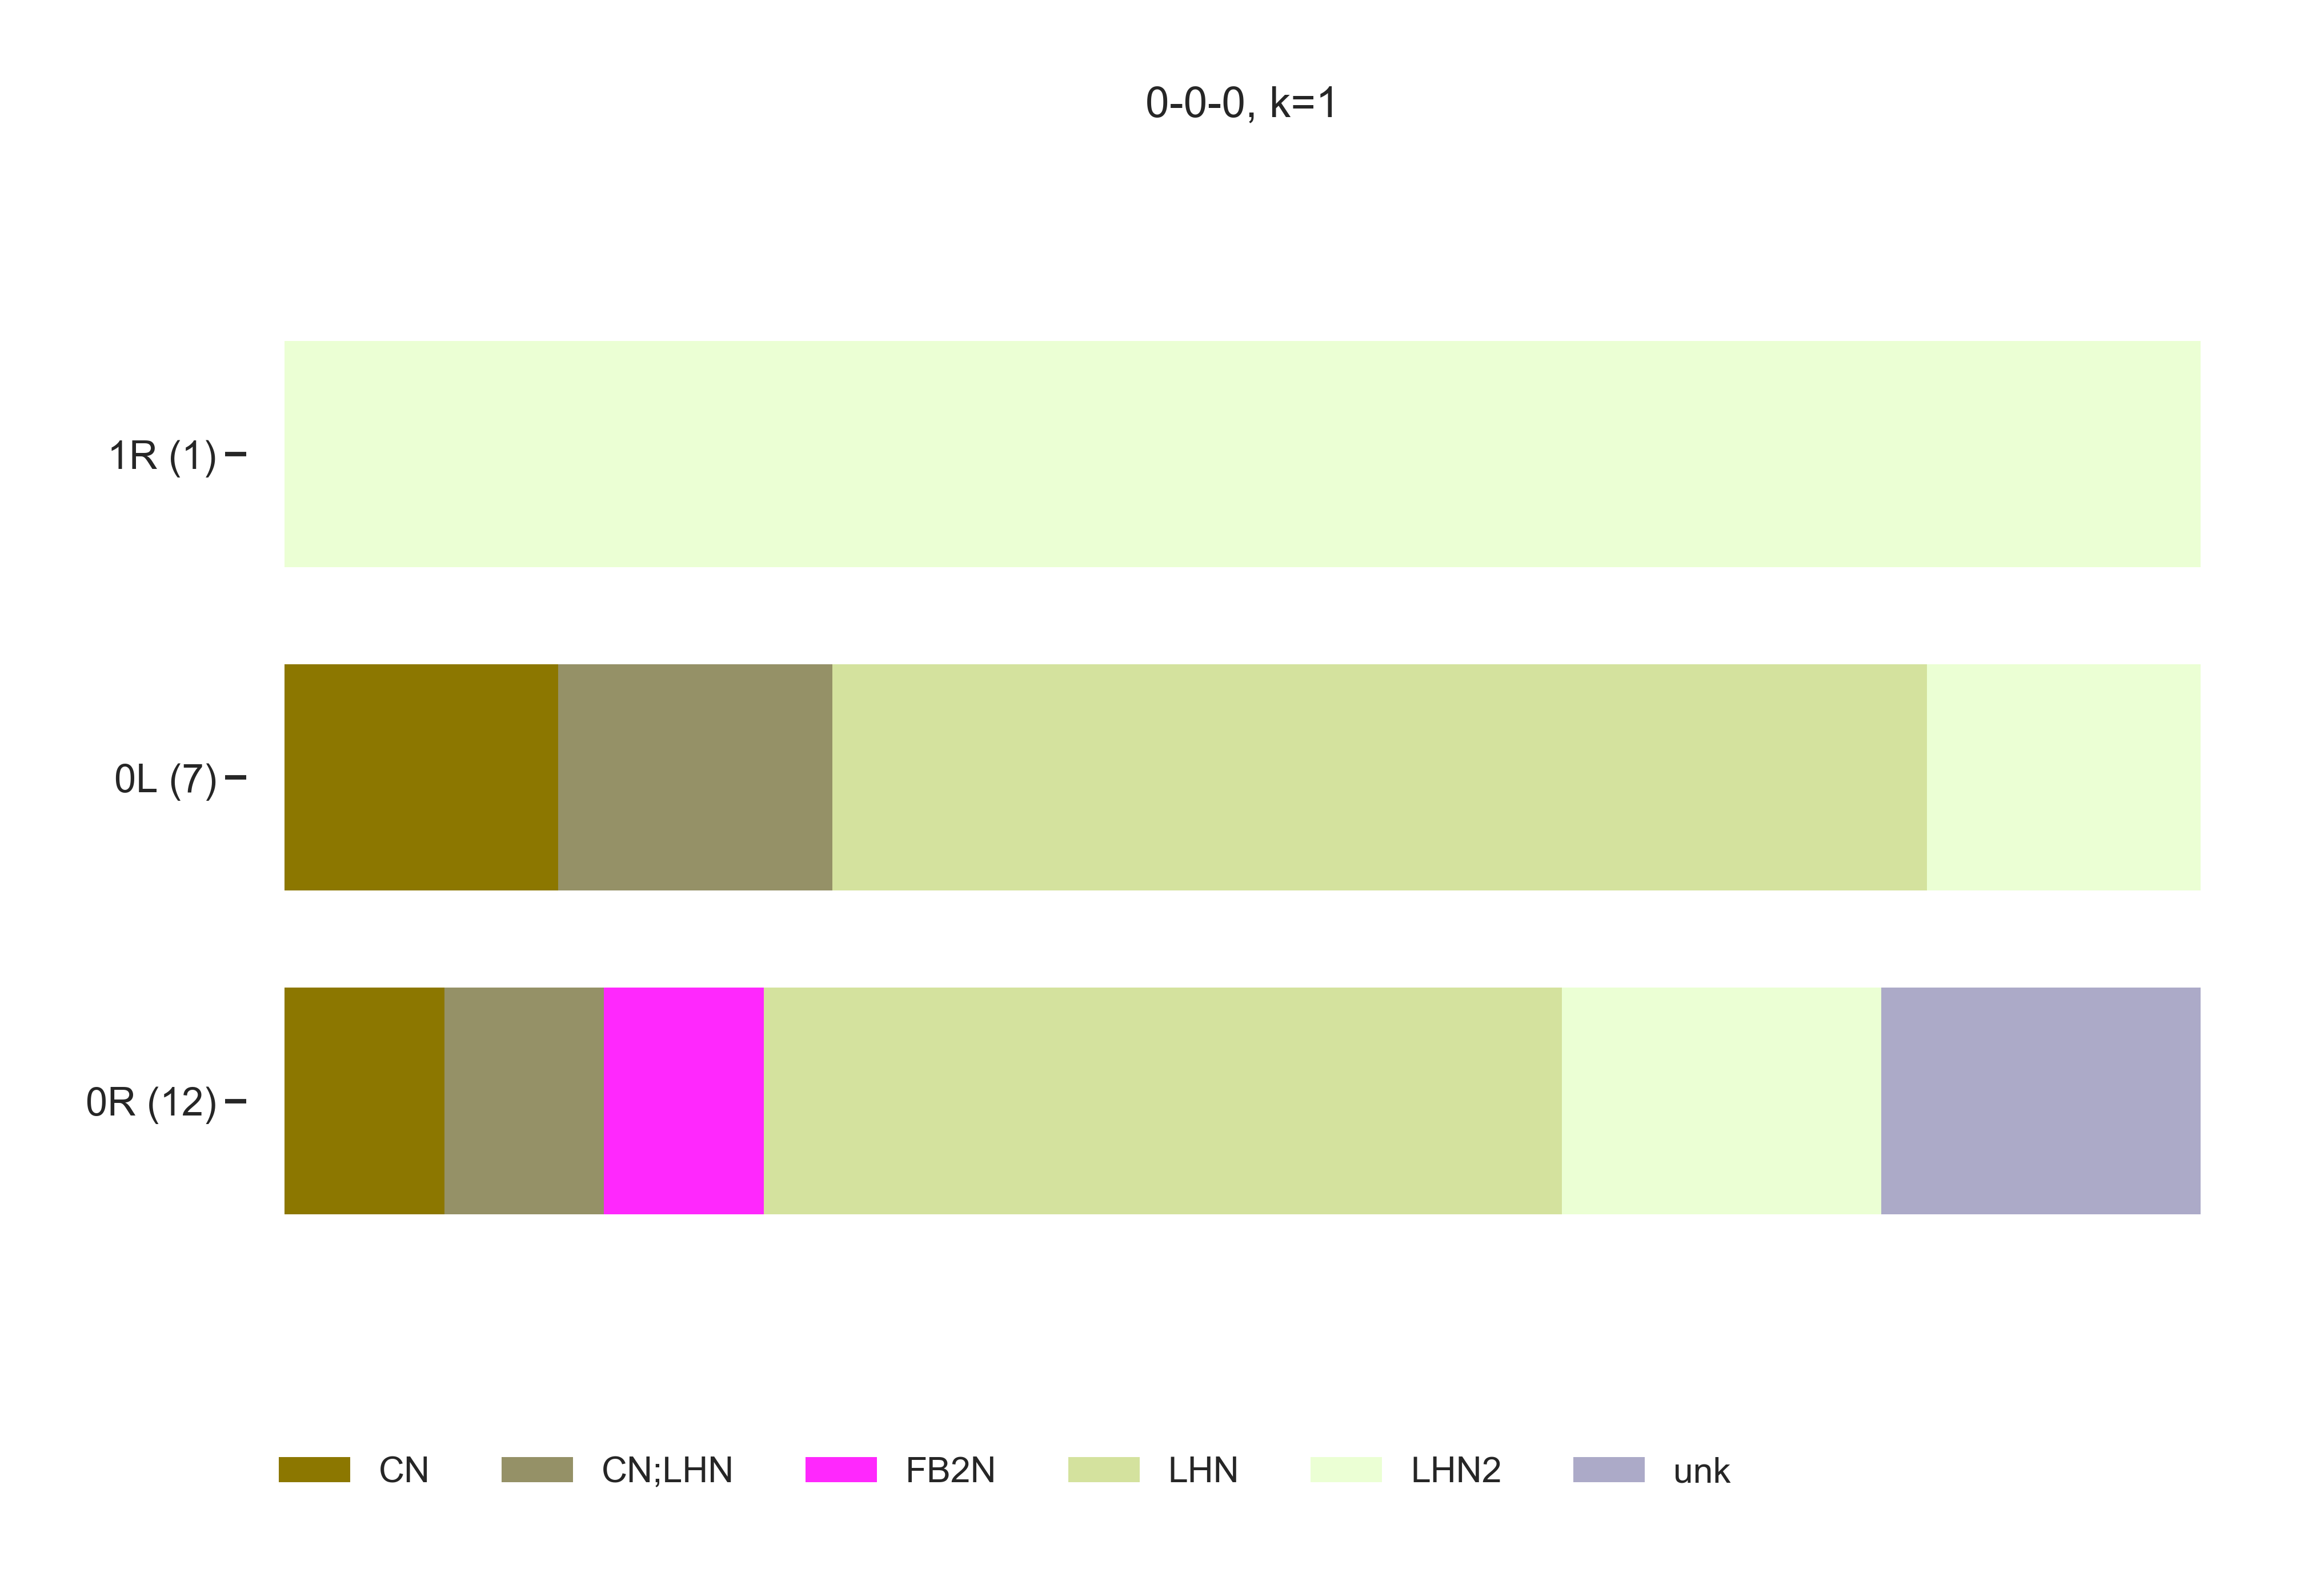 0-0-0, k=1
1R (1)
0L (7)
0R (12)
CN CN;LHN FB2N LHN LHN2 unk